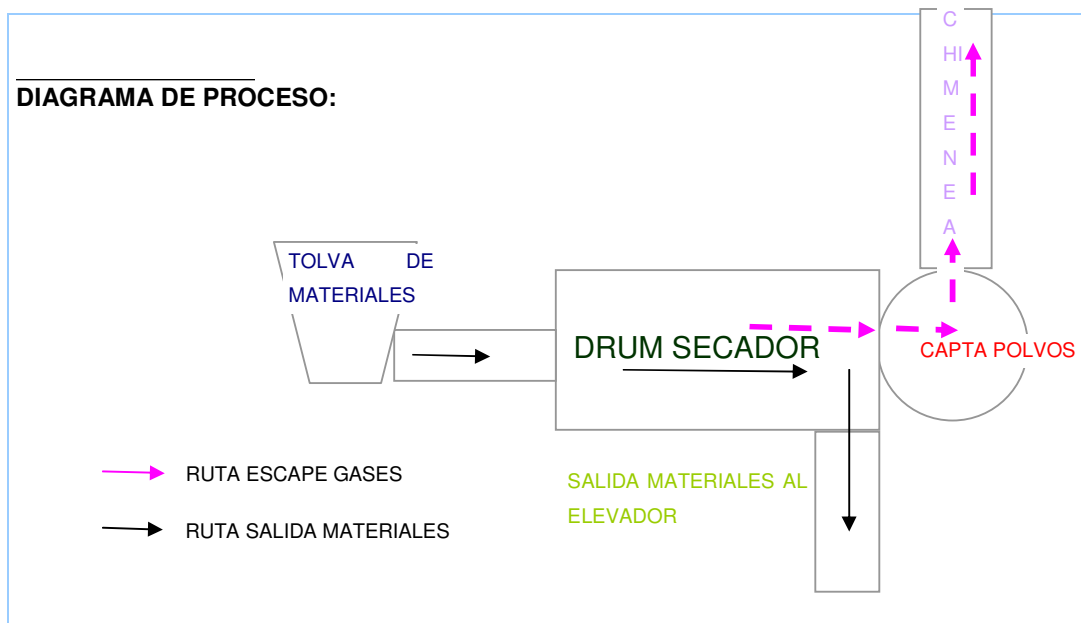 DIAGRAMA DE PROCESO:
C
HI
M
E
N
E
A
TOLVA DE
MATERIALES
DRUM SECADOR
CAPTA POLVOS
RUTA ESCAPE GASES
RUTA SALIDA MATERIALES
SALIDA MATERIALES AL
ELEVADOR